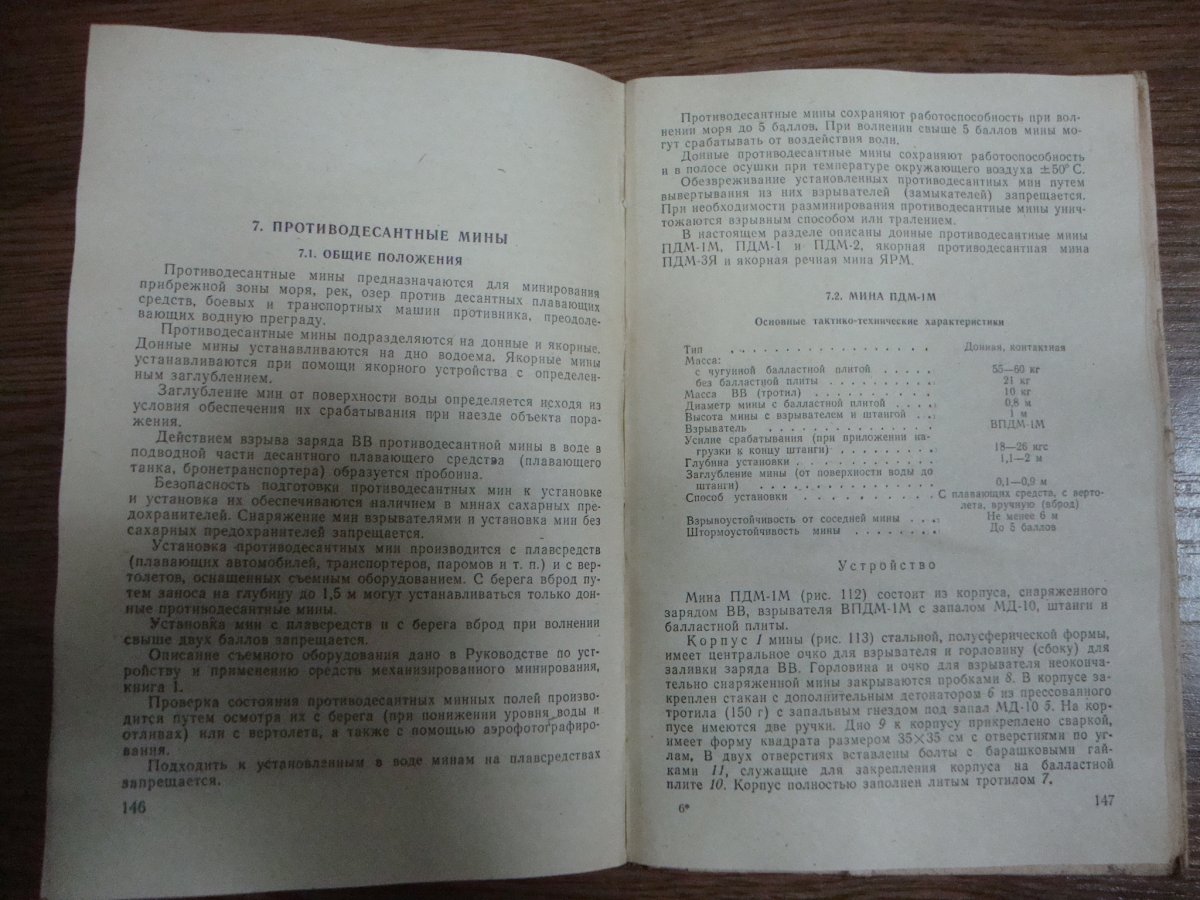 7. ПРОТИВОДЕСАНТНЫЕ МИНЫ
7.1. ОБЩИЕ ПОЛОЖЕНИЯ
Противодесантные мины предназначаются для минирования
прибрежной зоны моря, рек, озер против десантных плавающих
средств, боевых и транспортных машин противника, преодоле-
вающих водную преграду.
Противодесантные мины подразделяются на донные и якорные.
Донные мины устанавливаются на дно водоема. Якорные мины
устанавливаются при помощи якорного устройства с определен-
ным заглублением.
Заглубление мин от поверхности воды определяется исходя из
условия обеспечения их срабатывания при наезде объекта пора-
жения.
Действием взрыва заряда ВВ противодесантной мины в воде в
подводной части десантного плавающего средства (плавающего
танка, бронетранспортера) образуется пробоина.
Безопасность подготовки противодесантных мин к установке
и установки их обеспечиваются наличием в минах сахарных пре-
дохранителей. Снаряжение мин взрывателями и установка мин без
сахарных предохранителей запрещается.
Установка противодесантных мин производится с плавсредств
(плавающих автомобилей, транспортеров, паромов и т. п.) и с вер-
толетов, оснащенных съемным оборудованием. С берега вброд пу-
тем заноса на глубину до 1,5 м могут устанавливаться только дон-
ные противодесантные мины.
Установка мин с плавсредств и с берега вброд при волнении
свыше двух баллов запрещается.
Описание съемного оборудования дано в Руководстве по уст-
ройству и применению средств механизированного минирования,
книга 1.
Проверка состояния противодесантных минных полей произво-
дится путем осмотра их с берега (при понижении уровня воды и
отливах) или с вертолета, а также с помощью аэрофотографиро-
вания.
Подходить к установленным в воде минам на плавсредствах
запрещается.
146
Противодесантные мины сохраняют работоспособность при вол-
нении моря до 5 баллов. При волнении свыше 5 баллов мины мо-
гут срабатывать от воздействия волн.
Донные противодесантные мины сохраняют работоспособность
и в полосе осушки при температуре окружающего воздуха ±50° С.
Обезвреживание установленных противодесантных мин путем
вывертывания из них взрывателей (замыкателей) запрещается.
При необходимости разминирования противодесантные мины унич-
тожаются взрывным способом или тралением.
В настоящем разделе описаны донные противодесантные мины
ПДМ-1М, ПДМ-1 и ПДМ-2, якорная противодесантная мина
ПДМ-3Я и якорная речная мина ЯРМ.
7.2. МИНА ПДМ-1М
Основные тактико-технические характеристики
Тип . . . . . . . . . . . . . . . Донная, контактная
Масса:
с чугунной балластной плитой . . . . . 55—60 кг
без балластной плиты . . . . . . . . . 21 кг
Масса ВВ (тротил) . . . . . . . . . . 10 кг
Диаметр мины с балластной плитой . . . . 0,8 м
Высота мины с взрывателем и штангой . . . 1 м
Взрыватель . . . . . . . . . . . . . ВПДМ-1М
Усилие срабатывания (при приложении на-
грузки к концу штанги) . . . . . . . . 18—26 кгс
Глубина установки . . . . . . . . . . . 1,1—2 м
Заглубление мины (от поверхности воды до
штанги) . . . . . . . . . . . . . . 0,1—0,9 м
Способ установки . . . . . . . . . . С плавающих средств, с верто-
лета, вручную (вброд)
Взрывоустойчивость от соседней мины . . . . Не менее 6 м
Штормоустойчивость мины . . . . . . . До 5 баллов
Устройство
Мина ПДМ-1М (рис. 112) состоит из корпуса, снаряженного
зарядом ВВ, взрывателя ВПДМ-1М с запалом МД-10, штанги и
балластной плиты.
Корпус 1 мины (рис. 113) стальной, полусферической формы,
имеет центральное очко для взрывателя и горловину (сбоку) для
заливки заряда ВВ. Горловина и очко для взрывателя неоконча-
тельно снаряженной мины закрываются пробками 8. В корпусе за-
креплен стакан с дополнительным детонатором 6 из прессованного
тротила (150 г) с запальным гнездом под запал МД-10 5. На кор-
пусе имеются две ручки. Дно 9 к корпусу прикреплено сваркой,
имеет форму квадрата размером 35×35 см с отверстиями по уг-
лам. В двух отверстиях вставлены болты с барашковыми гай-
ками 11, служащие для закрепления корпуса на балластной
плите 10. Корпус полностью заполнен литым тротилом 7.
6*
147